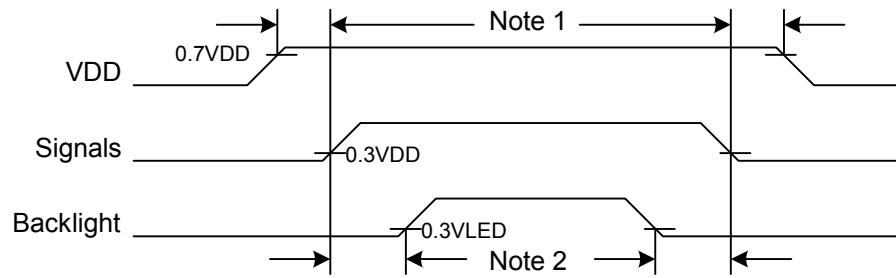 Note 1
0.7VDD
VDD
Signals
0.3VDD
Backlight
0.3VLED
Note 2